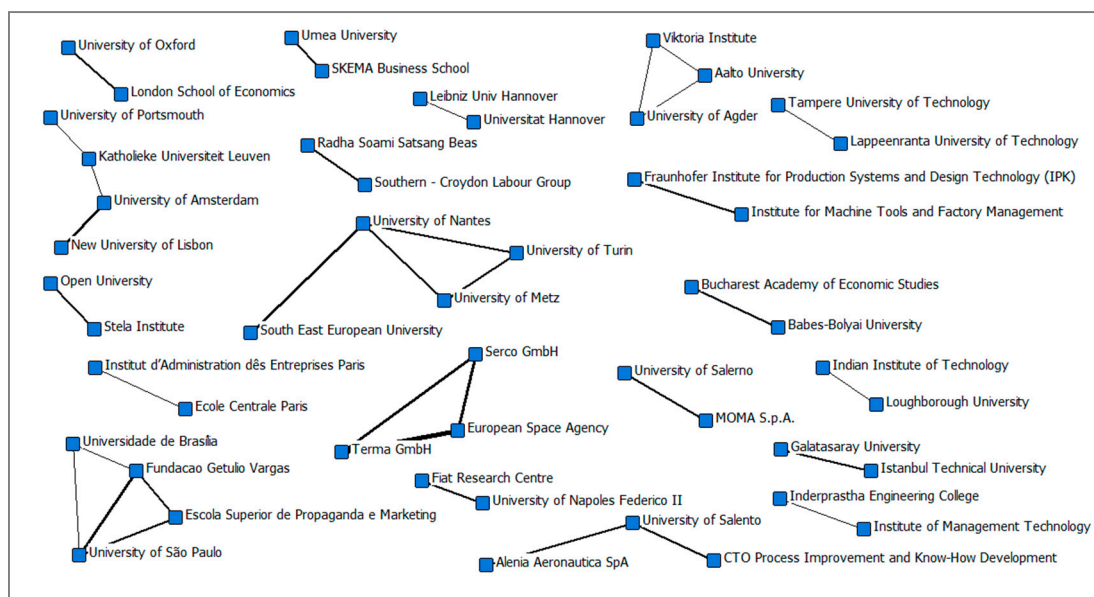 University of Oxford
London School of Economics
University of Portsmouth
Katholieke Universiteit Leuven
University of Amsterdam
New University of Lisbon
Open University
Stela Institute
Institut d'Administration dês Entreprises Paris
Ecole Centrale Paris
Universidade de Brasília
Fundacao Getulio Vargas
Escola Superior de Propaganda e Marketing
University of São Paulo
Umea University
SKEMA Business School
Leibniz Univ Hannover
Universitat Hannover
Radha Soami Satsang Beas
Southern - Croydon Labour Group
University of Nantes
University of Turin
University of Metz
South East European University
Serco GmbH
European Space Agency
Terma GmbH
Fiat Research Centre
University of Napoles Federico II
University of Salento
Alenia Aeronautica SpA
CTO Process Improvement and Know-How Development
Viktoria Institute
Aalto University
University of Agder
Tampere University of Technology
Lappeenranta University of Technology
Fraunhofer Institute for Production Systems and Design Technology (IPK)
Institute for Machine Tools and Factory Management
Bucharest Academy of Economic Studies
Babes-Bolyai University
University of Salerno
MOMA S.p.A.
Indian Institute of Technology
Loughborough University
Galatasaray University
Istanbul Technical University
Inderprastha Engineering College
Institute of Management Technology